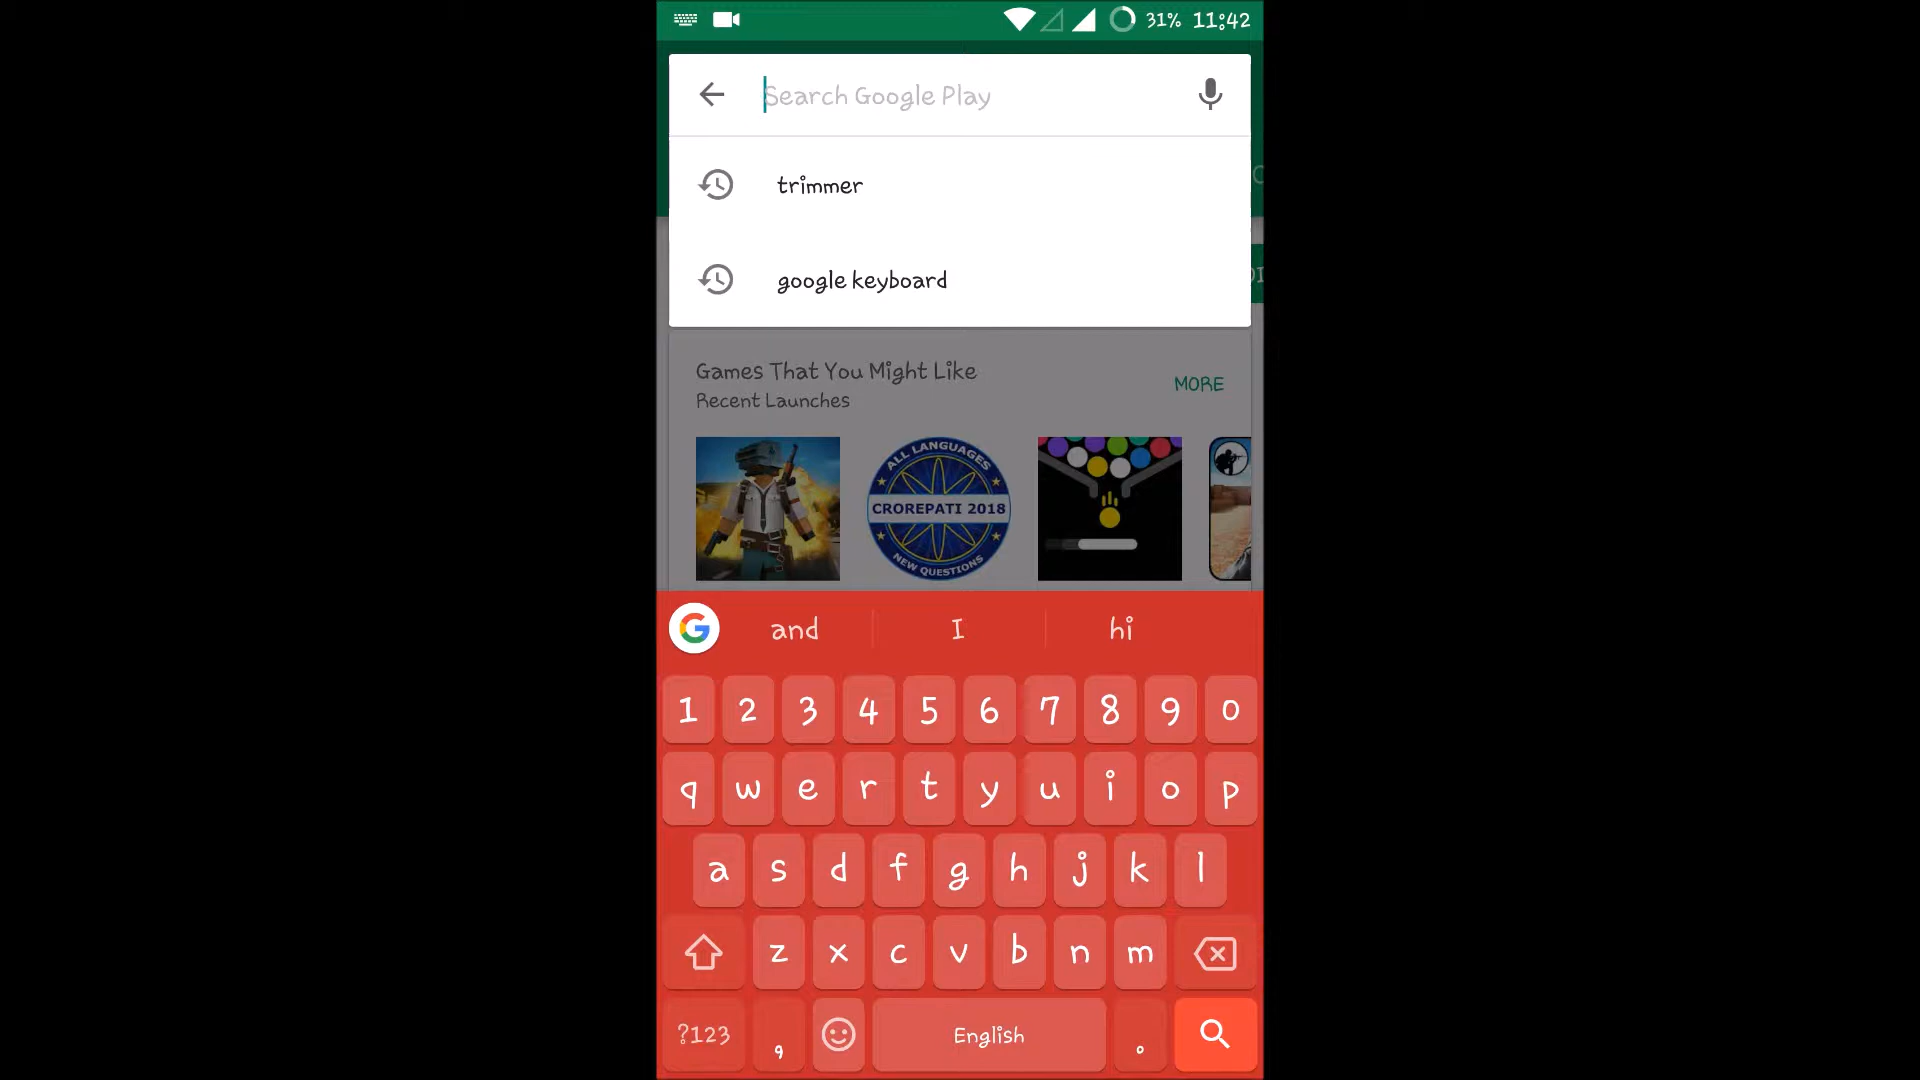 31% 11:42
Search Google Play
trimmer
google keyboard
Games That You Might Like
MORE
Recent Launches
ALL LANGUAGES
CROREPATI 2018
NEW QUESTIONS
G and I hi
1 2 3 4 5 6 7 8 9 0
q w e r t y u i o p
a s d f g h j k l
z x c v b n m
?123 , English .